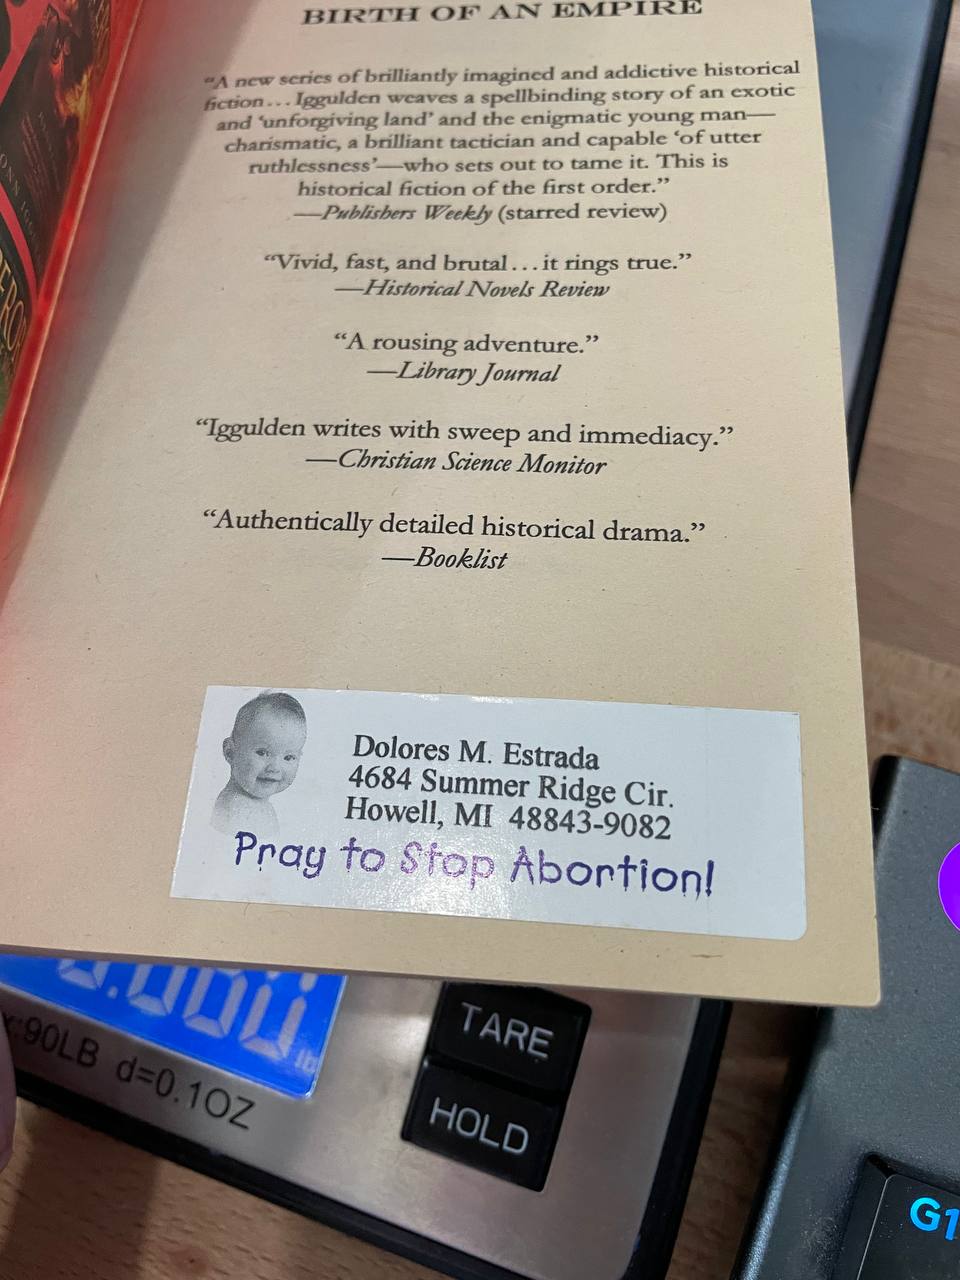 BIRTH OF AN EMPIRE
“A new series of brilliantly imagined and addictive historical
fiction...Iggulden weaves a spellbinding story of an exotic
and ‘unforgiving land’ and the enigmatic young man—
charismatic, a brilliant tactician and capable ‘of utter
ruthlessness’—who sets out to tame it. This is
historical fiction of the first order.”
—Publishers Weekly (starred review)
“Vivid, fast, and brutal...it rings true.”
—Historical Novels Review
“A rousing adventure.”
—Library Journal
“Iggulden writes with sweep and immediacy.”
—Christian Science Monitor
“Authentically detailed historical drama.”
—Booklist
Dolores M. Estrada
4684 Summer Ridge Cir.
Howell, MI 48843-9082
Pray to Stop Abortion!
90LB d=0.1OZ
TARE
HOLD
G1